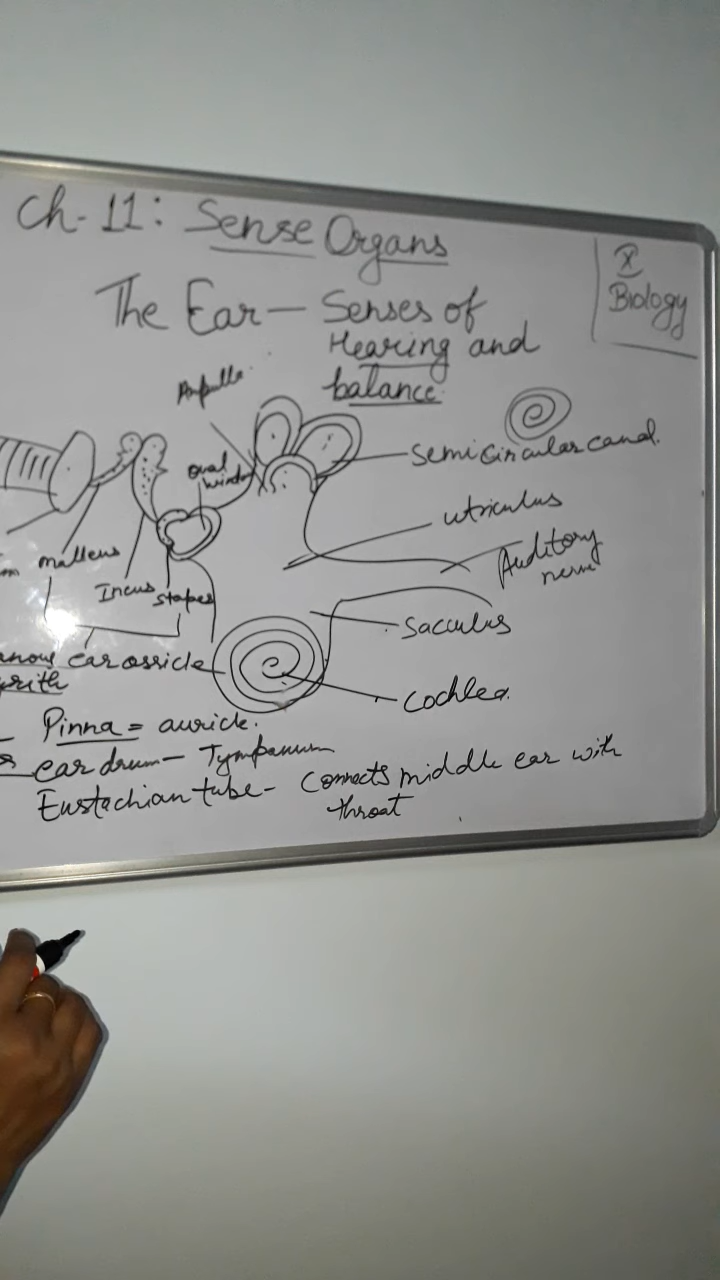 Ch-11: Sense Organs
X
Biology
The Ear — Senses of
Hearing and
balance
Ampulla
oval
window
Semicircular canal.
utriculus
Auditory
nerve
malleus
Incus
stapes
Sacculus
ear ossicle
Cochlea.
Pinna = auricle.
ear drum - Tympanum
Eustachian tube - Connects middle ear with
throat